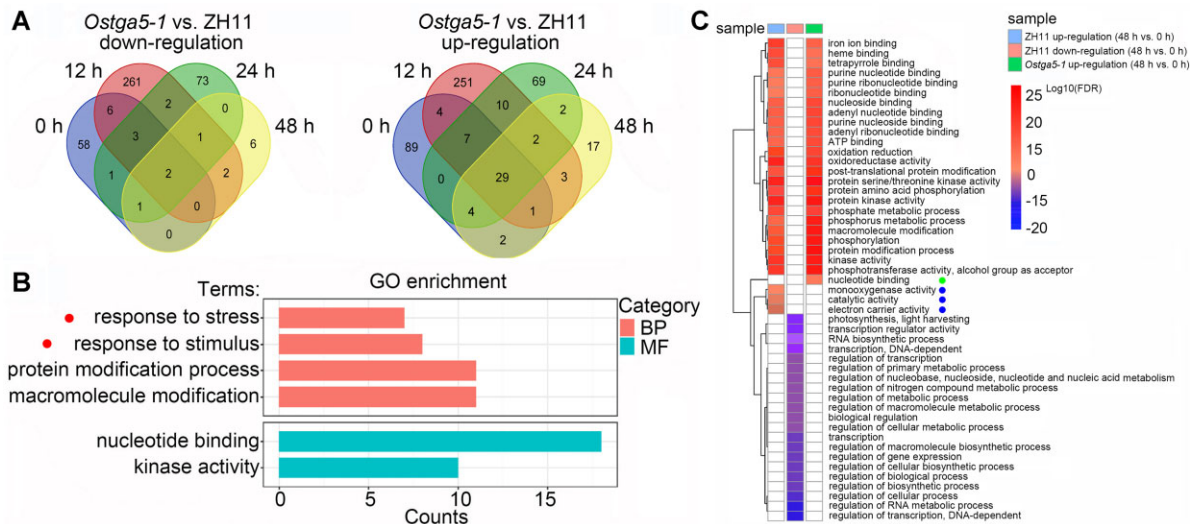 A
Ostga5-1 vs. ZH11
down-regulation
12 h
24 h
0 h
48 h
261
73
6
2
0
58
3
1
6
1
2
2
1
0
0
Ostga5-1 vs. ZH11
up-regulation
12 h
24 h
0 h
48 h
251
69
4
10
2
89
7
2
17
0
29
3
4
1
2
B
GO enrichment
Terms:
response to stress
response to stimulus
protein modification process
macromolecule modification
nucleotide binding
kinase activity
0
5
10
15
Counts
Category
BP
MF
C
sample
iron ion binding
heme binding
tetrapyrrole binding
purine nucleotide binding
purine ribonucleotide binding
ribonucleotide binding
nucleoside binding
adenyl nucleotide binding
purine nucleoside binding
adenyl ribonucleotide binding
ATP binding
oxidation reduction
oxidoreductase activity
post-translational protein modification
protein serine/threonine kinase activity
protein amino acid phosphorylation
protein kinase activity
phosphate metabolic process
phosphorus metabolic process
macromolecule modification
phosphorylation
protein modification process
kinase activity
phosphotransferase activity, alcohol group as acceptor
nucleotide binding
monooxygenase activity
catalytic activity
electron carrier activity
photosynthesis, light harvesting
transcription regulator activity
RNA biosynthetic process
transcription, DNA-dependent
regulation of transcription
regulation of primary metabolic process
regulation of nucleobase, nucleoside, nucleotide and nucleic acid metabolism
regulation of nitrogen compound metabolic process
regulation of metabolic process
regulation of macromolecule metabolic process
biological regulation
regulation of cellular metabolic process
transcription
regulation of macromolecule biosynthetic process
regulation of gene expression
regulation of cellular biosynthetic process
regulation of biological process
regulation of biosynthetic process
regulation of cellular process
regulation of RNA metabolic process
regulation of transcription, DNA-dependent
sample
ZH11 up-regulation (48 h vs. 0 h)
ZH11 down-regulation (48 h vs. 0 h)
Ostga5-1 up-regulation (48 h vs. 0 h)
Log10(FDR)
25
20
15
10
0
-15
-20